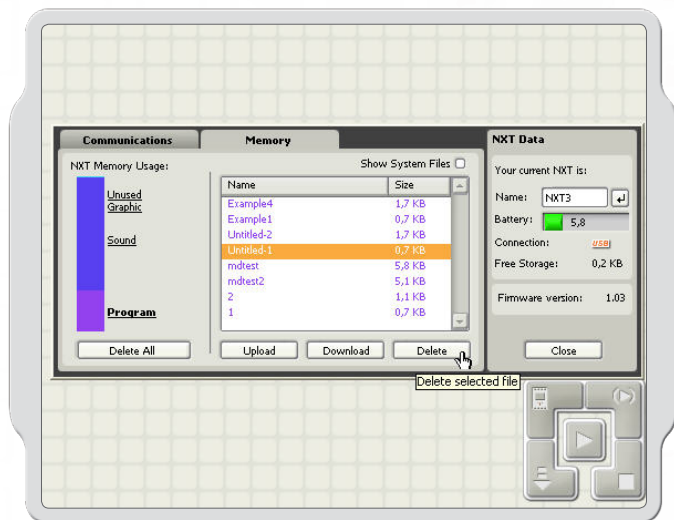 Communications
Memory
NXT Data
NXT Memory Usage:
Show System Files
Unused
Graphic
Sound
Program
Name Size
Example4 1,7 KB
Example1 0,7 KB
Untitled-2 1,7 KB
Untitled-1 0,7 KB
mdtest 5,8 KB
mdtest2 5,1 KB
2 1,1 KB
1 0,7 KB
Delete All
Upload
Download
Delete
Delete selected file
Your current NXT is:
Name: NXT3
Battery: 5,8
Connection: USB
Free Storage: 0,2 KB
Firmware version: 1.03
Close